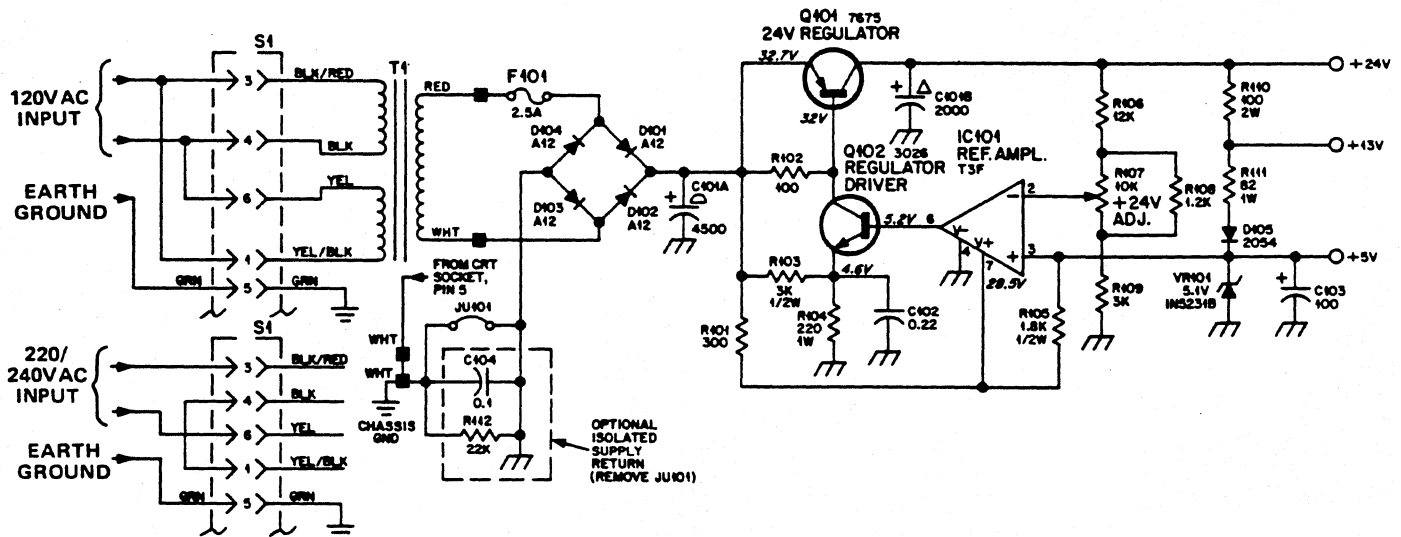 S1
120VAC
INPUT
EARTH
GROUND
3
4
6
1
5
BLK/RED
BLK
YEL
YEL/BLK
GRN
GRN
T1
RED
WHT
F101
2.5A
D104
A12
D101
A12
D103
A12
D102
A12
FROM CRT
SOCKET,
PIN 5
JU101
WHT
WHT
CHASSIS
GND
C104
0.1
R112
22K
OPTIONAL
ISOLATED
SUPPLY
RETURN
(REMOVE JU101)
S1
220/
240VAC
INPUT
EARTH
GROUND
3
4
6
1
5
BLK/RED
BLK
YEL
YEL/BLK
GRN
GRN
+
C101A
4500
Q101 7675
24V REGULATOR
32.7V
32V
R102
100
+
C101B
2000
Q102 3026
REGULATOR
DRIVER
5.2V
4.6V
R103
3K
1/2W
R101
300
R104
220
1W
C102
0.22
IC101
REF. AMPL.
T3F
2
-
6
V-
4
V+
7
+
3
28.5V
R105
1.8K
1/2W
R106
12K
R107
10K
+24V
ADJ.
R108
1.2K
R109
3K
R110
100
2W
R111
82
1W
D105
2054
VR101
5.1V
IN5231B
+
C103
100
+24V
+13V
+5V